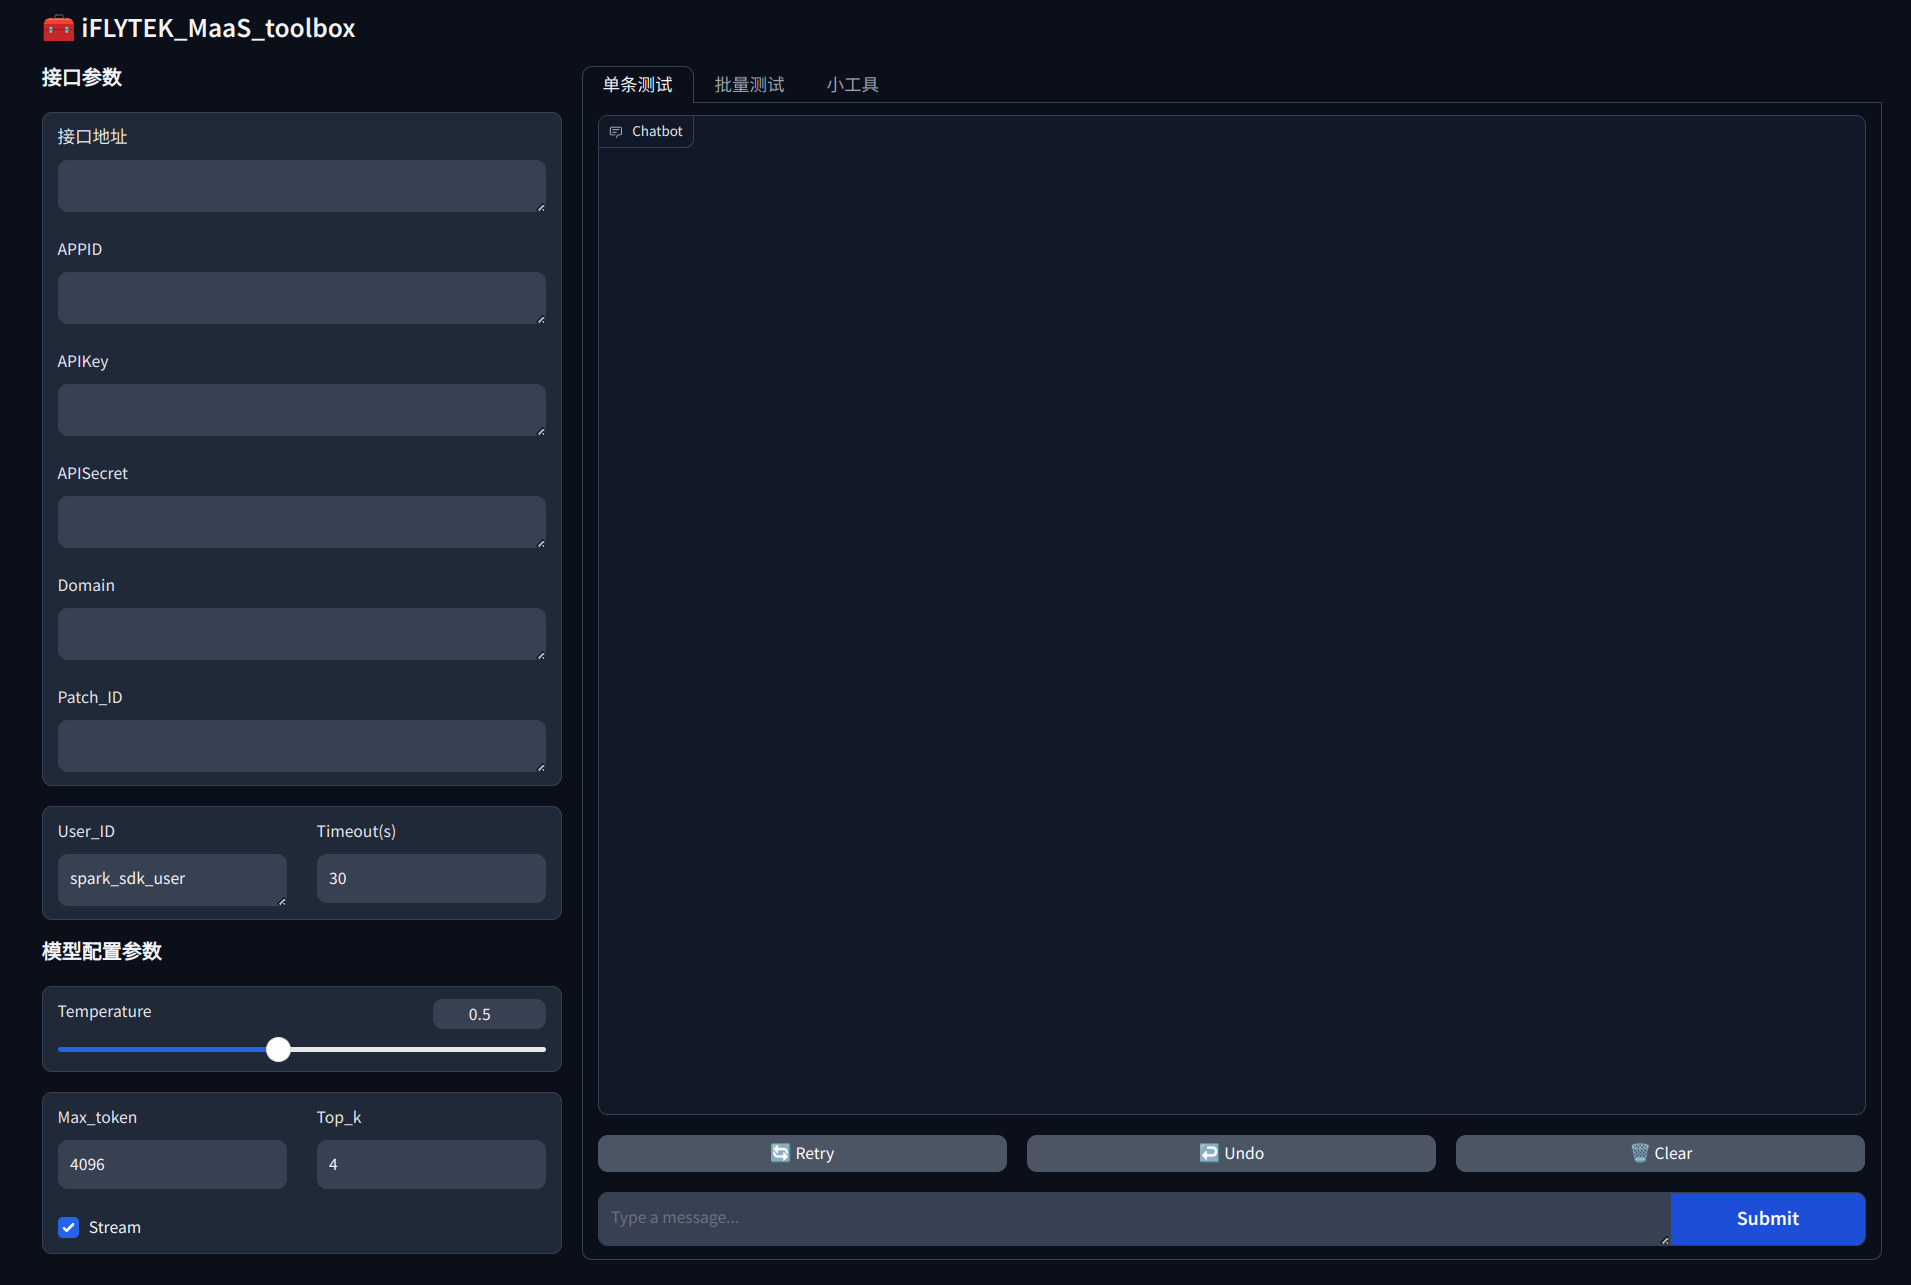 iFLYTEK_MaaS_toolbox
接口参数
接口地址
APPID
APIKey
APISecret
Domain
Patch_ID
User_ID
Timeout(s)
spark_sdk_user
30
模型配置参数
Temperature
0.5
Max_token
Top_k
4096
4
Stream
单条测试
批量测试
小工具
Chatbot
Retry
Undo
Clear
Type a message...
Submit